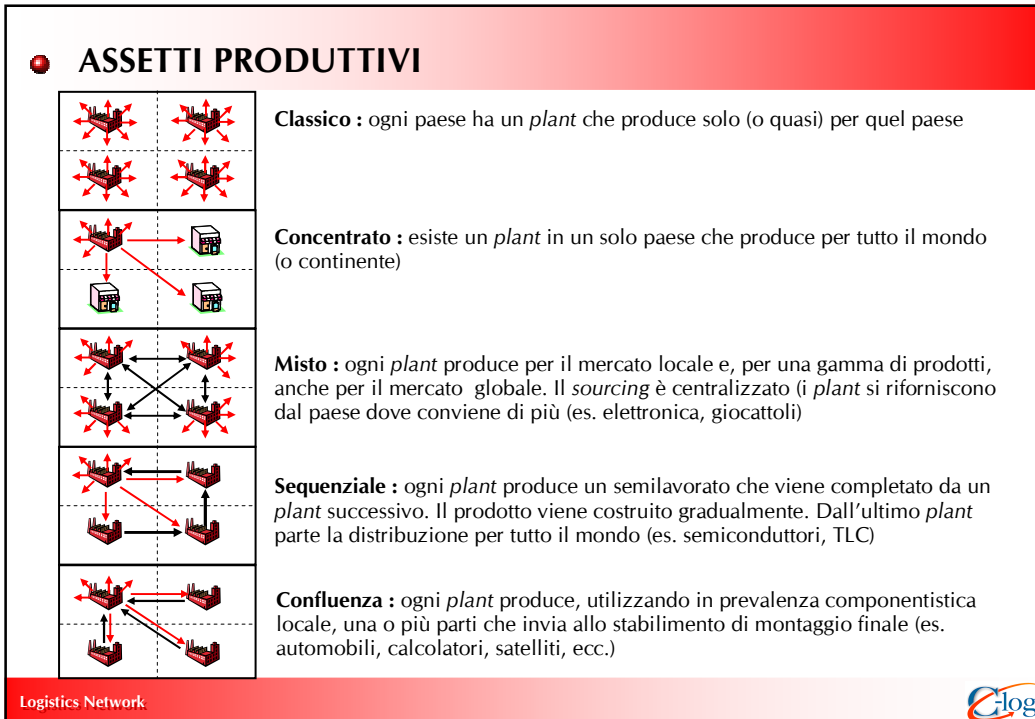 ASSETTI PRODUTTIVI
Classico : ogni paese ha un plant che produce solo (o quasi) per quel paese
Concentrato : esiste un plant in un solo paese che produce per tutto il mondo
(o continente)
Misto : ogni plant produce per il mercato locale e, per una gamma di prodotti,
anche per il mercato globale. Il sourcing è centralizzato (i plant si riforniscono
dal paese dove conviene di più (es. elettronica, giocattoli)
Sequenziale : ogni plant produce un semilavorato che viene completato da un
plant successivo. Il prodotto viene costruito gradualmente. Dall'ultimo plant
parte la distribuzione per tutto il mondo (es. semiconduttori, TLC)
Confluenza : ogni plant produce, utilizzando in prevalenza componentistica
locale, una o più parti che invia allo stabilimento di montaggio finale (es.
automobili, calcolatori, satelliti, ecc.)
Logistics Network
C-log